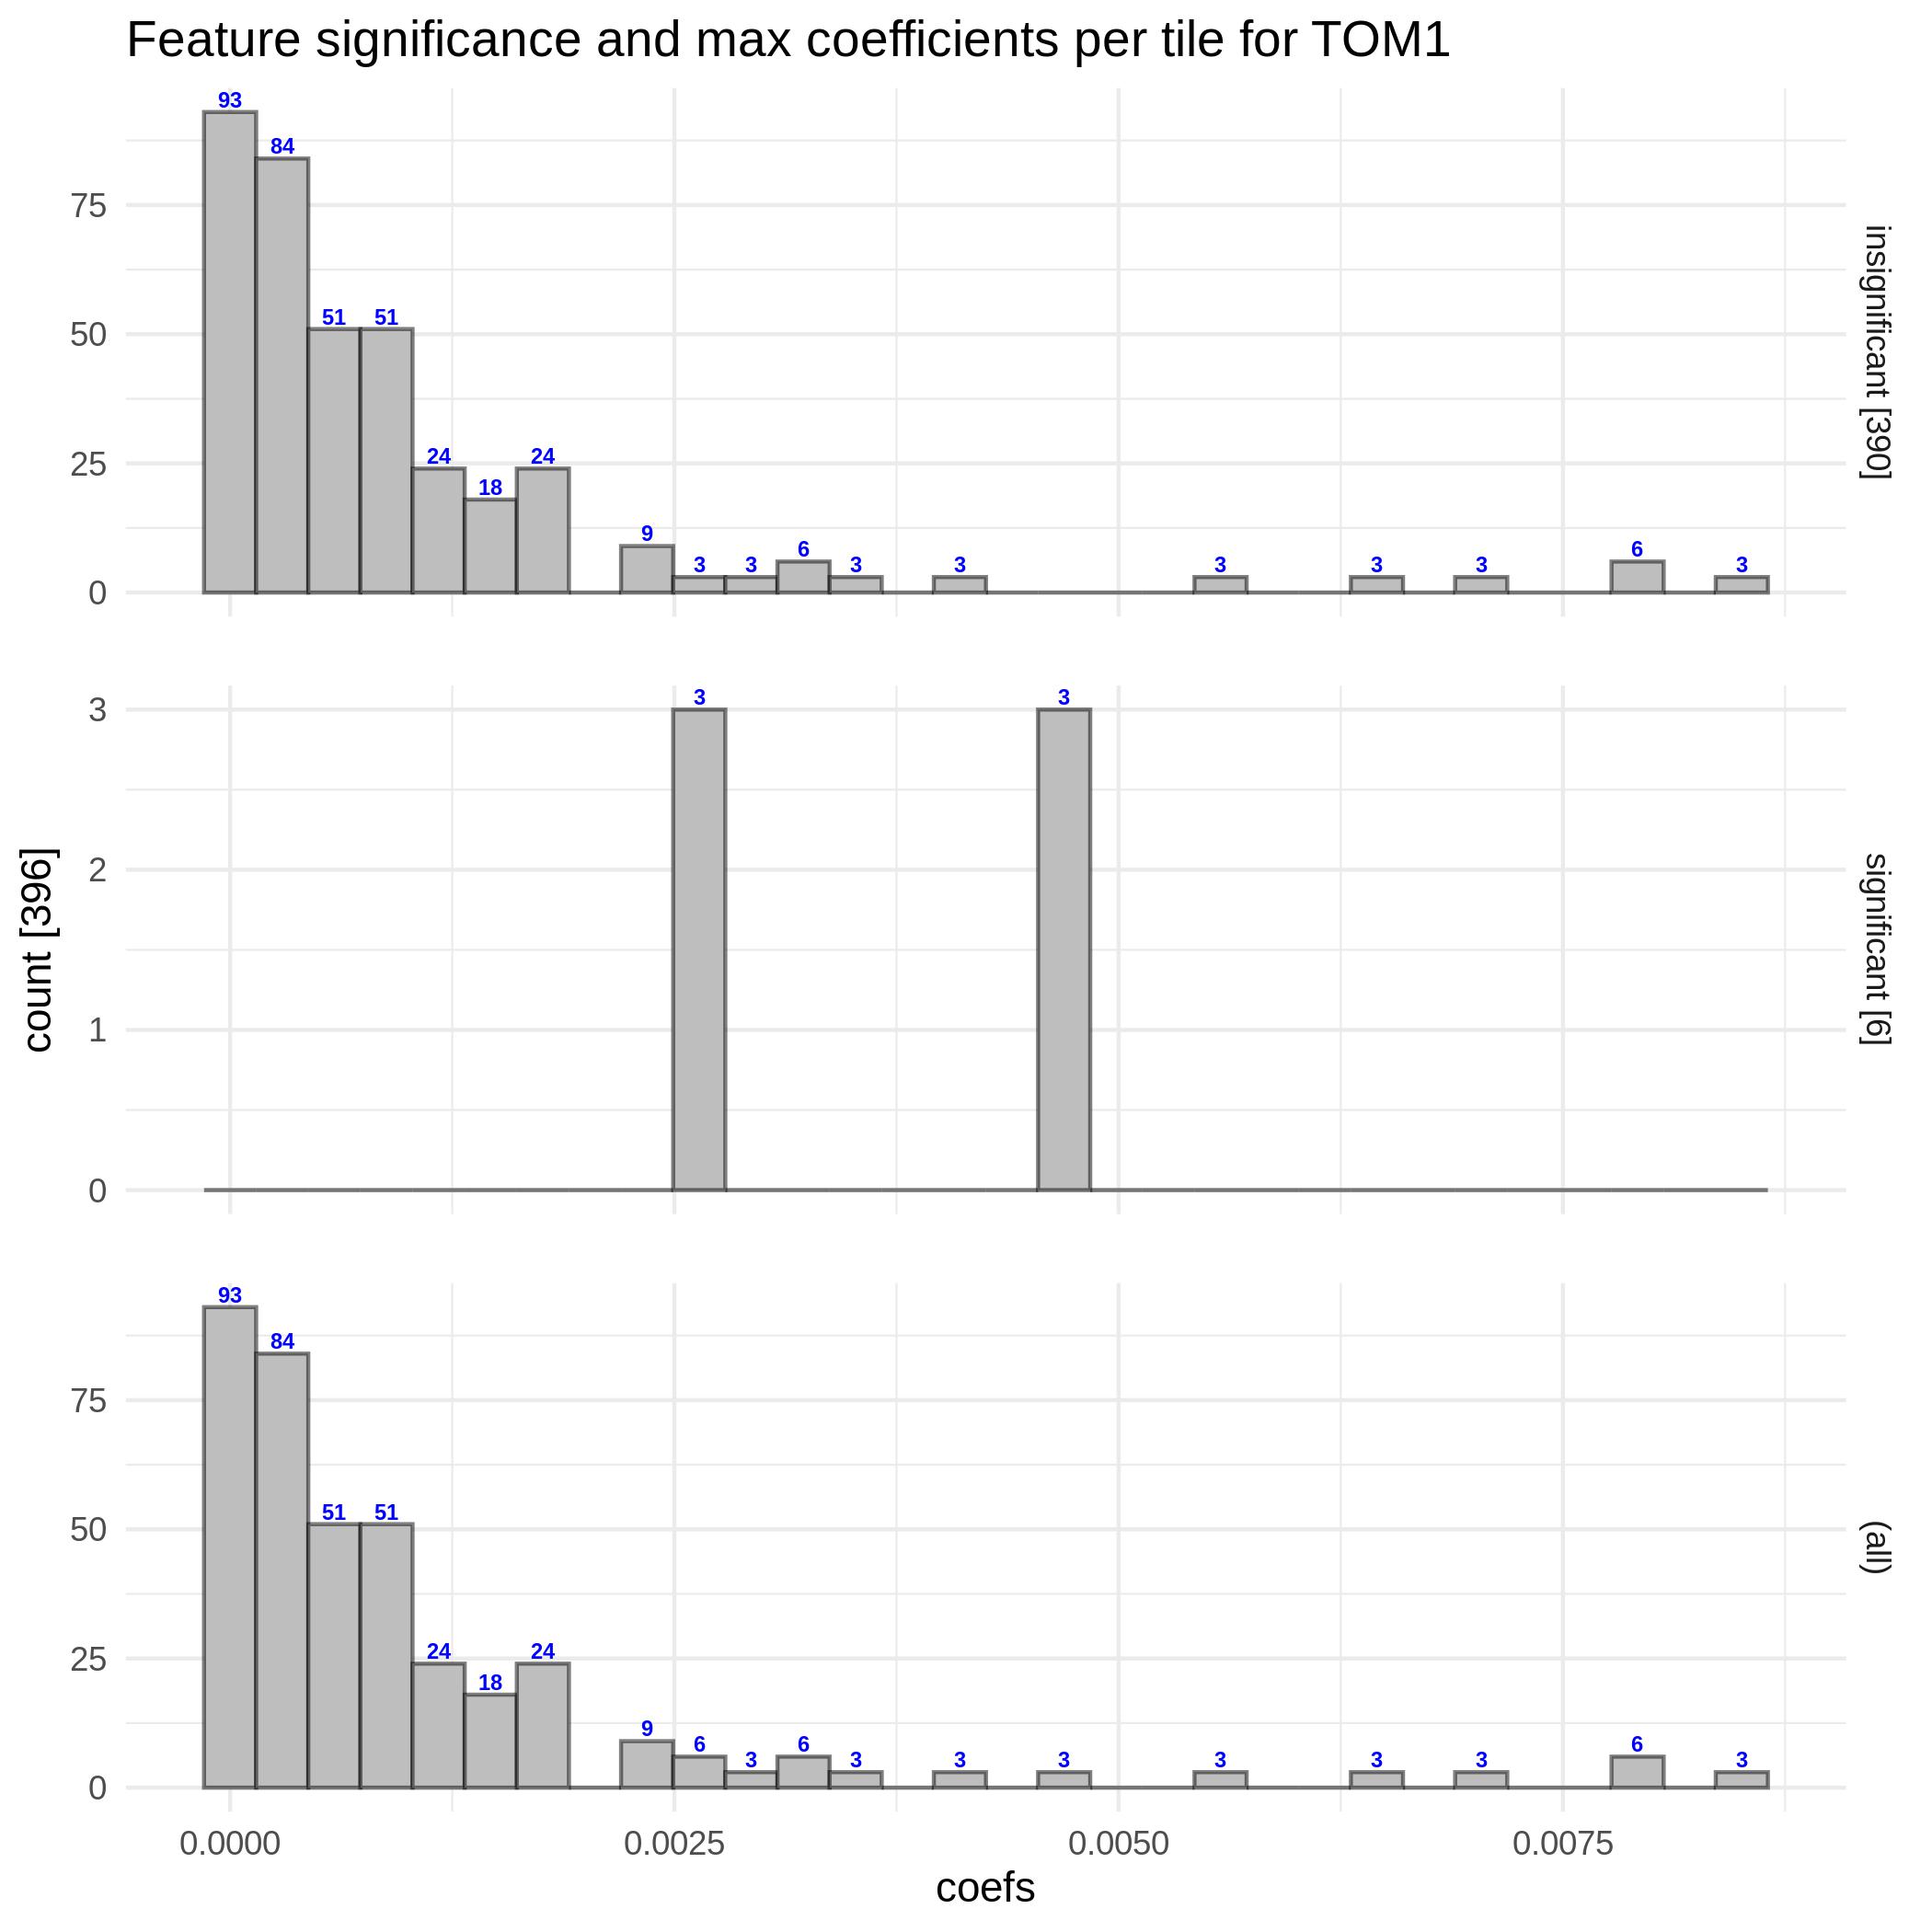 Feature significance and max coefficients per tile for TOM1
93
84
51 51
24 18 24
9 3 3 6 3 3 3 3 3 6 3
75
50
25
0
insignificant [390]
3 3
3
2
1
0
significant [6]
count [396]
93
84
51 51
24 18 24
9 6 3 6 3 3 3 3 3 3 6 3
75
50
25
0
(all)
0.0000 0.0025 0.0050 0.0075
coefs